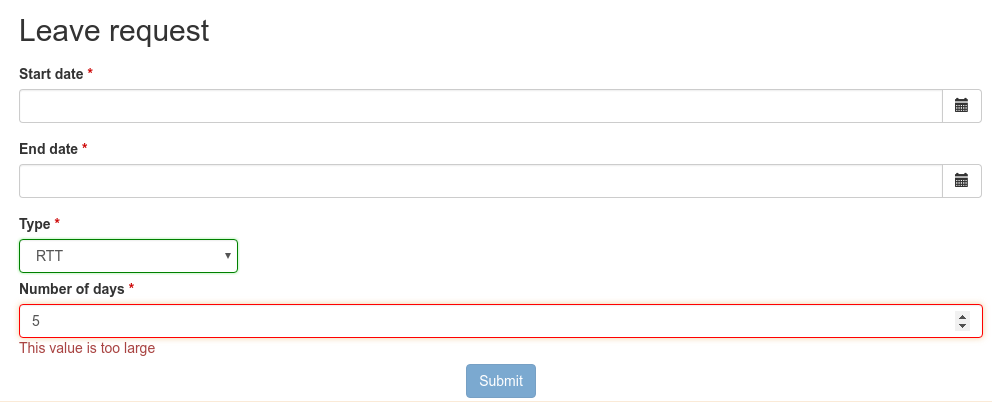 Leave request
Start date *
End date *
Type *
RTT
Number of days *
5
This value is too large
Submit